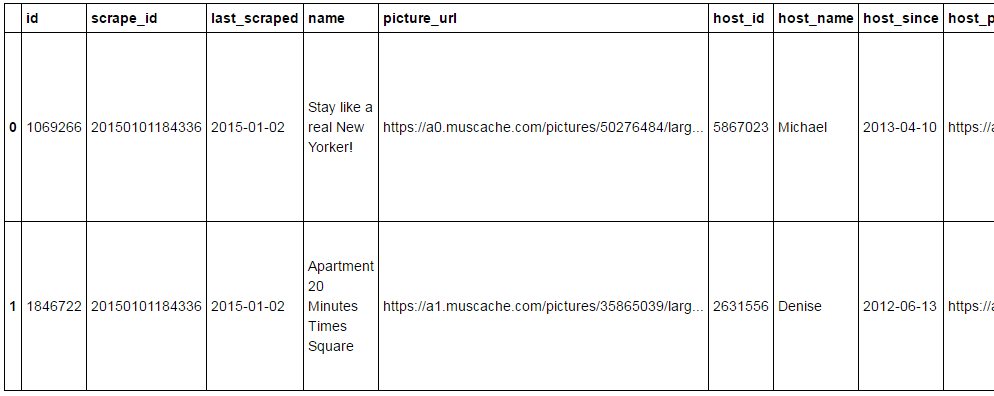 id scrape_id last_scraped name picture_url host_id host_name host_since host_p
Stay like a
0 1069266 20150101184336 2015-01-02 real New https://a0.muscache.com/pictures/50276484/larg... 5867023 Michael 2013-04-10 https://a
Yorker!
Apartment
20
1 1846722 20150101184336 2015-01-02 Minutes https://a1.muscache.com/pictures/35865039/larg... 2631556 Denise 2012-06-13 https://a
Times
Square